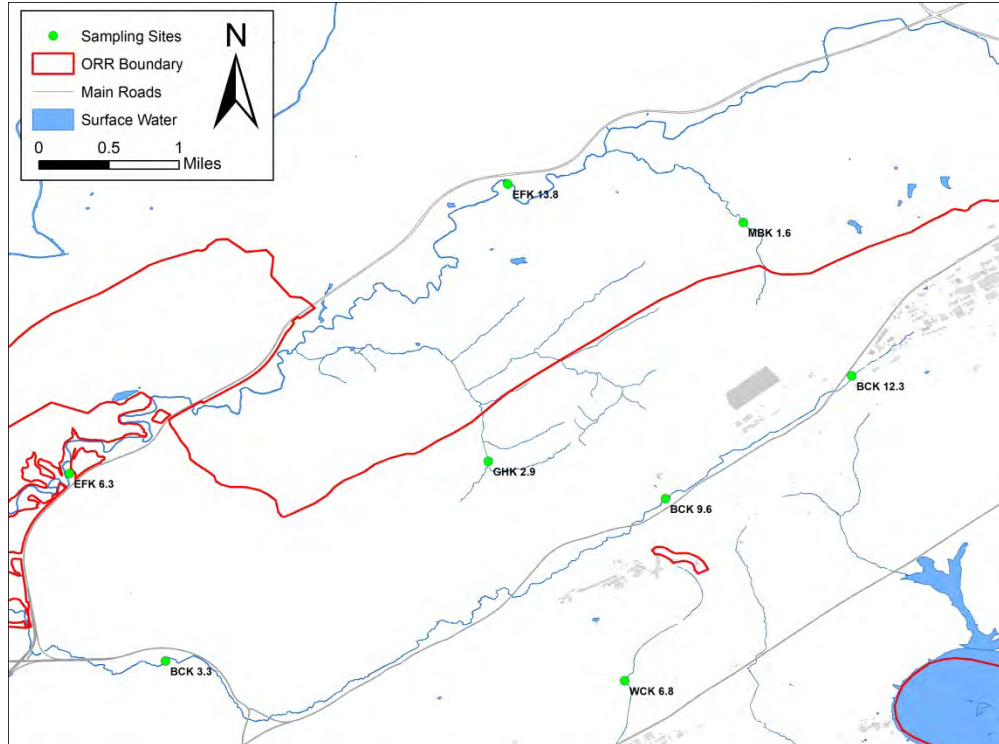 Sampling Sites
ORR Boundary
Main Roads
Surface Water
0 0.5 1
Miles
N
EFK 13.8
MBK 1.6
BCK 12.3
GHK 2.9
EFK 6.3
BCK 9.6
BCK 3.3
WCK 6.8